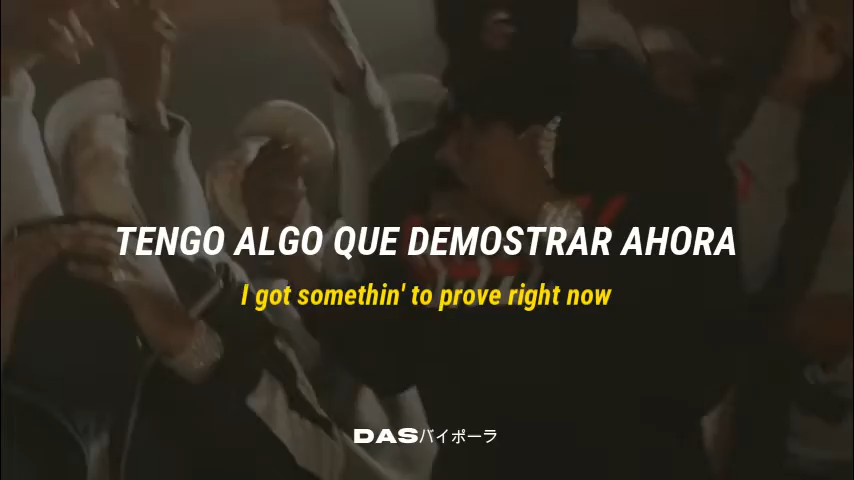 TENGO ALGO QUE DEMOSTRAR AHORA
I got somethin' to prove right now
DASバイポーラ